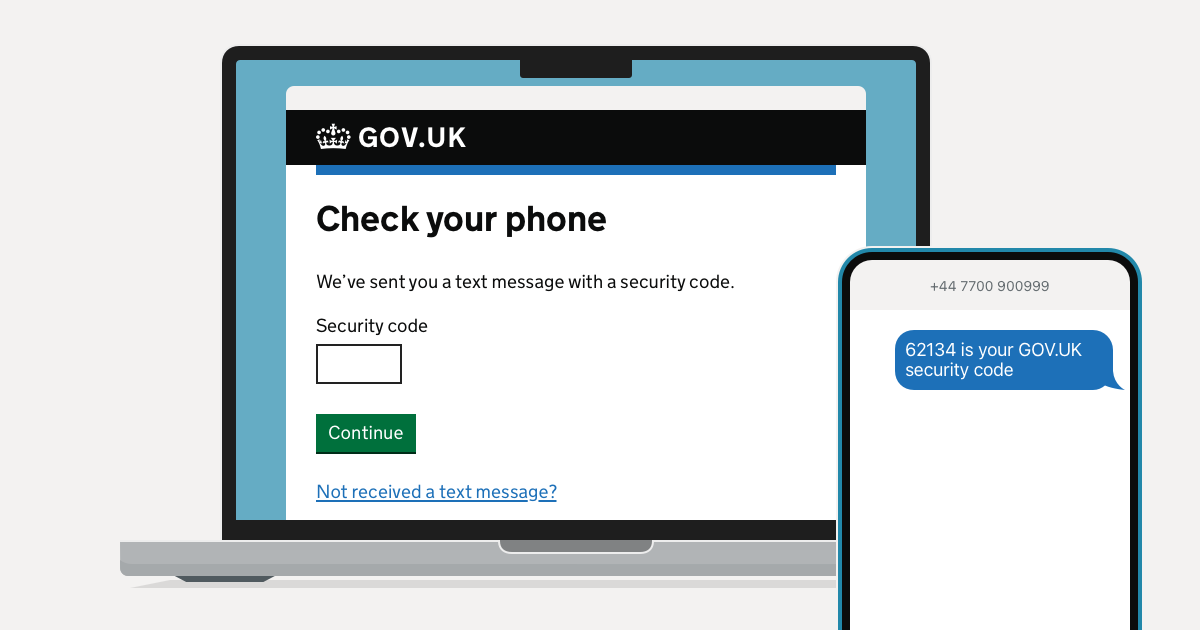 GOV.UK
Check your phone
We’ve sent you a text message with a security code.
Security code
Continue
Not received a text message?
+44 7700 900999
62134 is your GOV.UK
security code